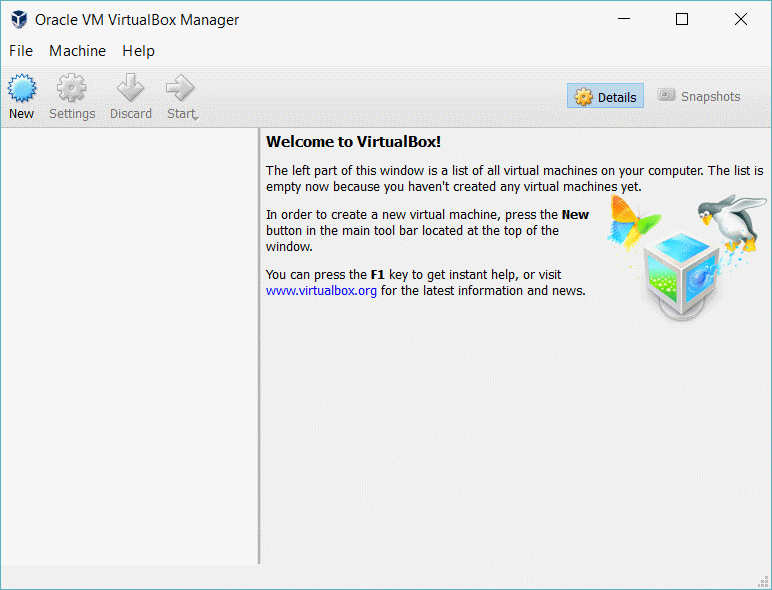 Oracle VM VirtualBox Manager
File Machine Help
New Settings Discard Start Details Snapshots
Welcome to VirtualBox!
The left part of this window is a list of all virtual machines on your computer. The list is
empty now because you haven't created any virtual machines yet.
In order to create a new virtual machine, press the New
button in the main tool bar located at the top of the
window.
You can press the F1 key to get instant help, or visit
www.virtualbox.org for the latest information and news.